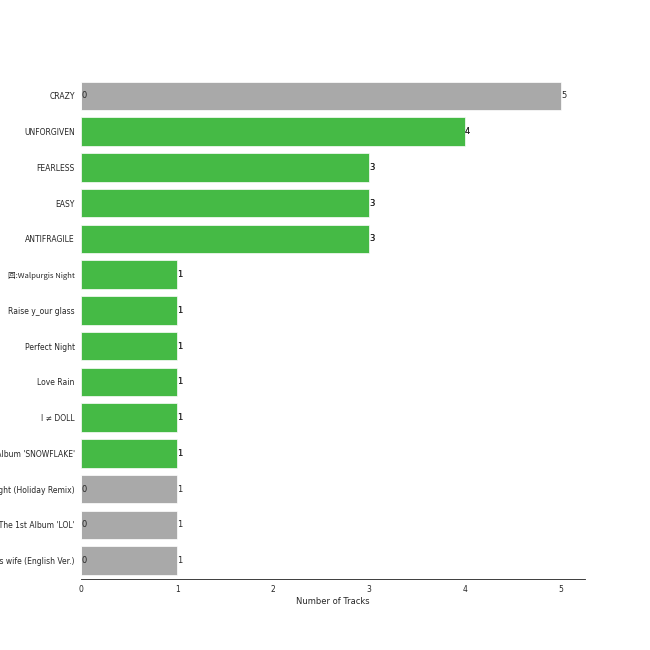 CRAZY 0 5
UNFORGIVEN 4
FEARLESS 3
EASY 3
ANTIFRAGILE 3
回:Walpurgis Night 1
Raise y_our glass 1
Perfect Night 1
Love Rain 1
I ≠ DOLL 1
lbum 'SNOWFLAKE' 1
ght (Holiday Remix) 0 1
The 1st Album 'LOL' 0 1
s wife (English Ver.) 0 1
0 1 2 3 4 5
Number of Tracks